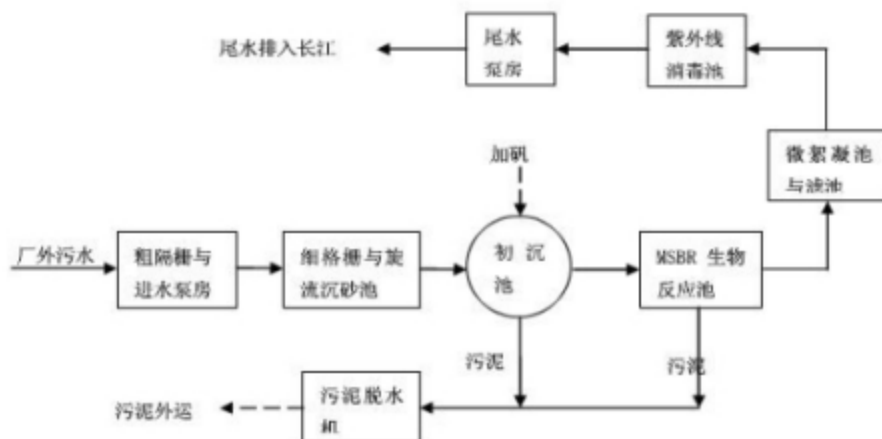 尾水排入长江
尾水
泵房
紫外线
消毒池
微絮凝池
与滤池
加矾
厂外污水
粗隔栅与
进水泵房
细格栅与旋
流沉砂池
初沉
池
MSBR 生物
反应池
污泥
污泥
污泥外运
污泥脱水
机